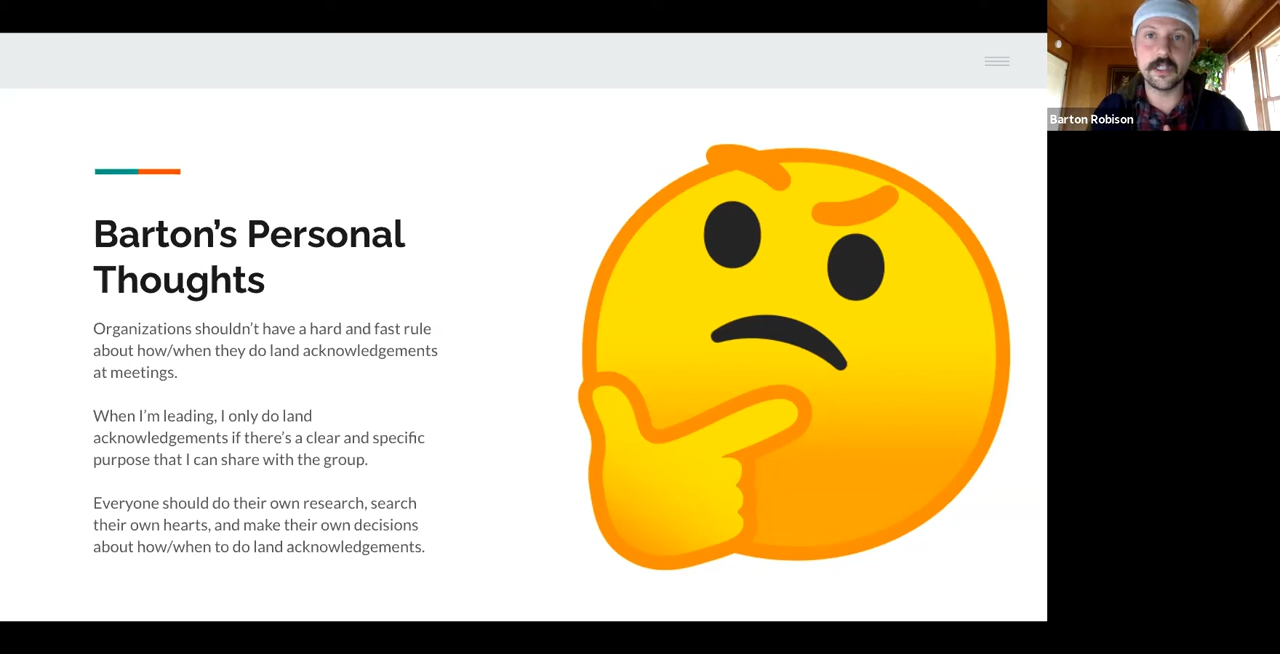 Barton Robison
Barton’s Personal
Thoughts
Organizations shouldn’t have a hard and fast rule
about how/when they do land acknowledgements
at meetings.
When I’m leading, I only do land
acknowledgements if there’s a clear and specific
purpose that I can share with the group.
Everyone should do their own research, search
their own hearts, and make their own decisions
about how/when to do land acknowledgements.